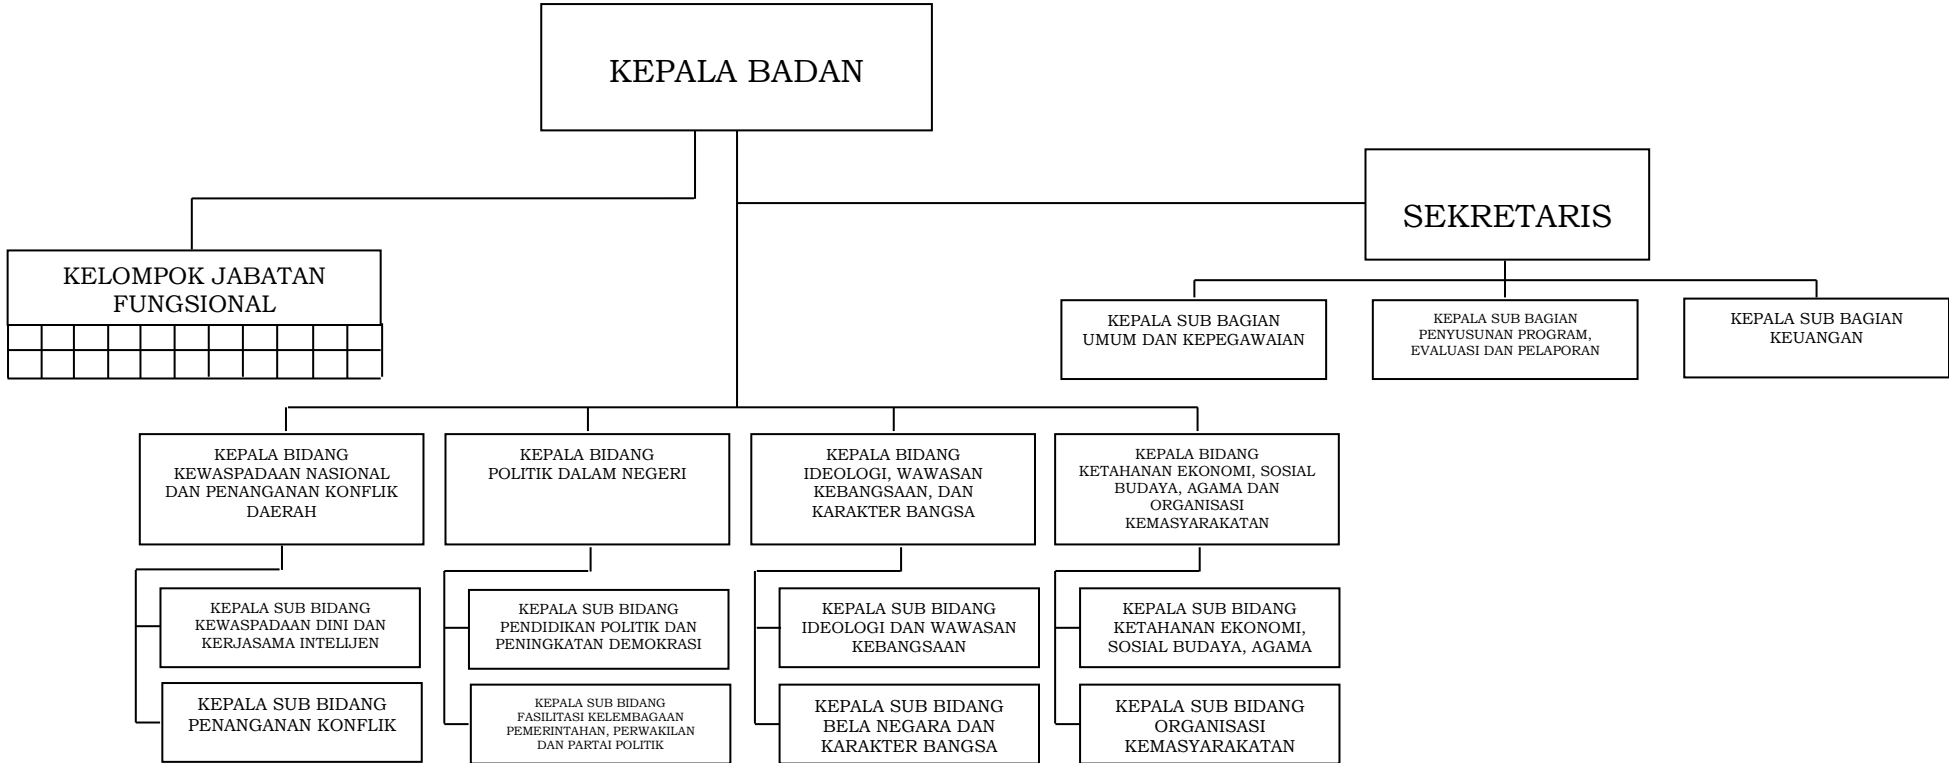 KEPALA BADAN
SEKRETARIS
KELOMPOK JABATAN
FUNGSIONAL
KEPALA SUB BAGIAN
UMUM DAN KEPEGAWAIAN
KEPALA SUB BAGIAN
PENYUSUNAN PROGRAM,
EVALUASI DAN PELAPORAN
KEPALA SUB BAGIAN
KEUANGAN
KEPALA BIDANG
KEWASPADAAN NASIONAL
DAN PENANGANAN KONFLIK
DAERAH
KEPALA BIDANG
POLITIK DALAM NEGERI
KEPALA BIDANG
IDEOLOGI, WAWASAN
KEBANGSAAN, DAN
KARAKTER BANGSA
KEPALA BIDANG
KETAHANAN EKONOMI, SOSIAL
BUDAYA, AGAMA DAN
ORGANISASI
KEMASYARAKATAN
KEPALA SUB BIDANG
KEWASPADAAN DINI DAN
KERJASAMA INTELIJEN
KEPALA SUB BIDANG
PENDIDIKAN POLITIK DAN
PENINGKATAN DEMOKRASI
KEPALA SUB BIDANG
IDEOLOGI DAN WAWASAN
KEBANGSAAN
KEPALA SUB BIDANG
KETAHANAN EKONOMI,
SOSIAL BUDAYA, AGAMA
KEPALA SUB BIDANG
PENANGANAN KONFLIK
KEPALA SUB BIDANG
FASILITASI KELEMBAGAAN
PEMERINTAHAN, PERWAKILAN
DAN PARTAI POLITIK
KEPALA SUB BIDANG
BELA NEGARA DAN
KARAKTER BANGSA
KEPALA SUB BIDANG
ORGANISASI
KEMASYARAKATAN